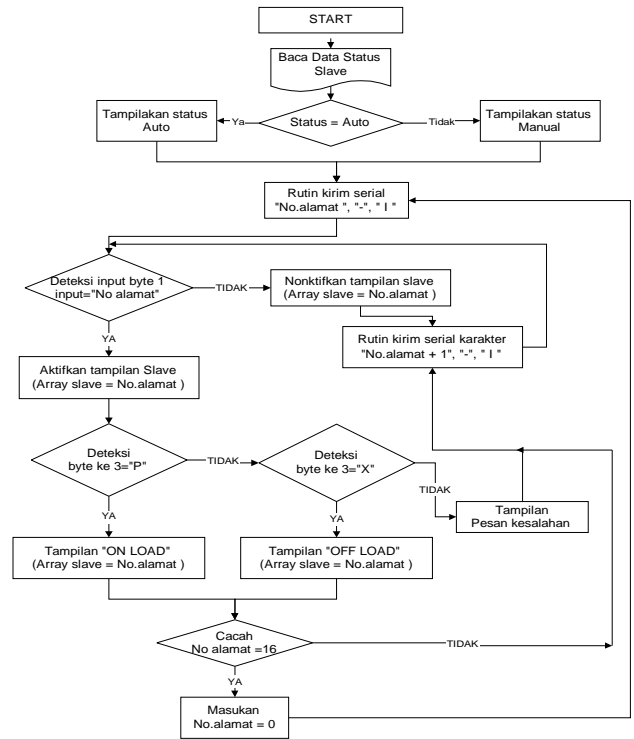 START
Baca Data Status
Slave
Status = Auto
Ya
Tidak
Tampilakan status
Auto
Tampilakan status
Manual
Rutin kirim serial
"No.alamat ", "-", " I "
Deteksi input byte 1
input="No alamat"
TIDAK
Nonktifkan tampilan slave
(Array slave = No.alamat )
YA
Rutin kirim serial karakter
"No.alamat + 1", "-", " I "
Aktifkan tampilan Slave
(Array slave = No.alamat )
Deteksi
byte ke 3="P"
TIDAK
Deteksi
byte ke 3="X"
TIDAK
YA
YA
Tampilan
Pesan kesalahan
Tampilan "ON LOAD"
(Array slave = No.alamat )
Tampilan "OFF LOAD"
(Array slave = No.alamat )
Cacah
No alamat =16
TIDAK
YA
Masukan
No.alamat = 0